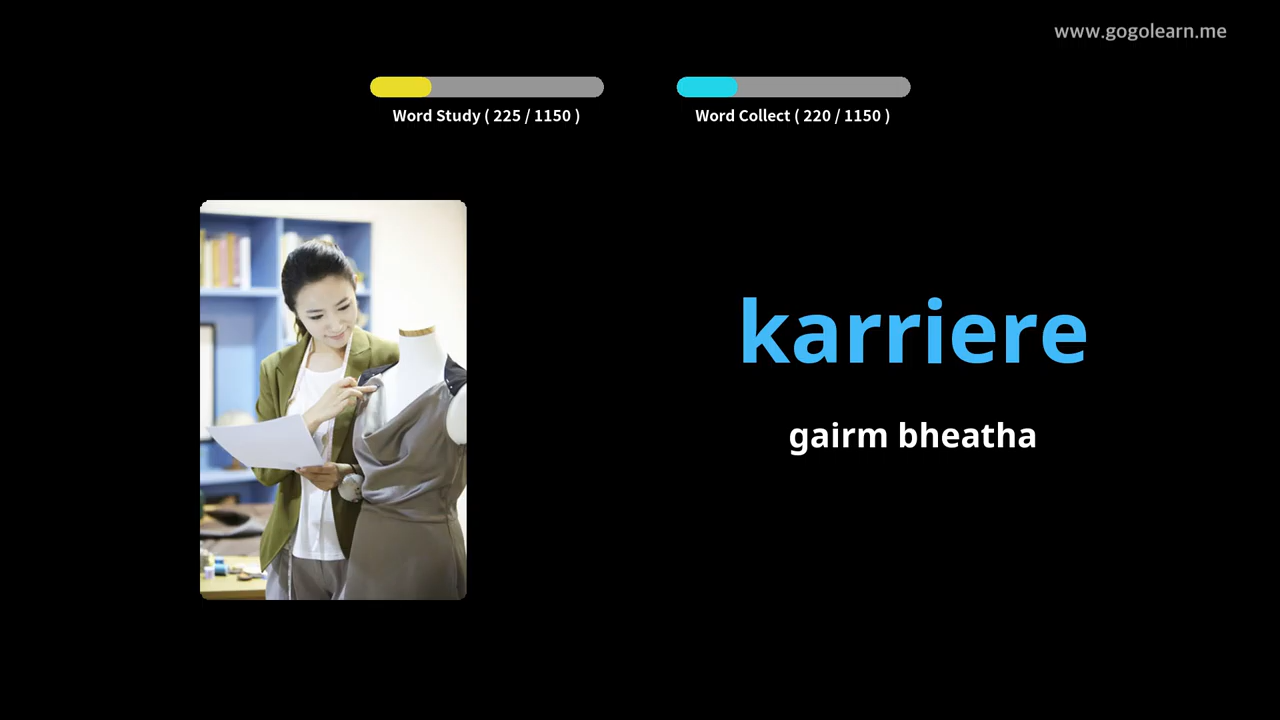 www.gogolearn.me
Word Study ( 225 / 1150 )
Word Collect ( 220 / 1150 )
karriere
gairm bheatha